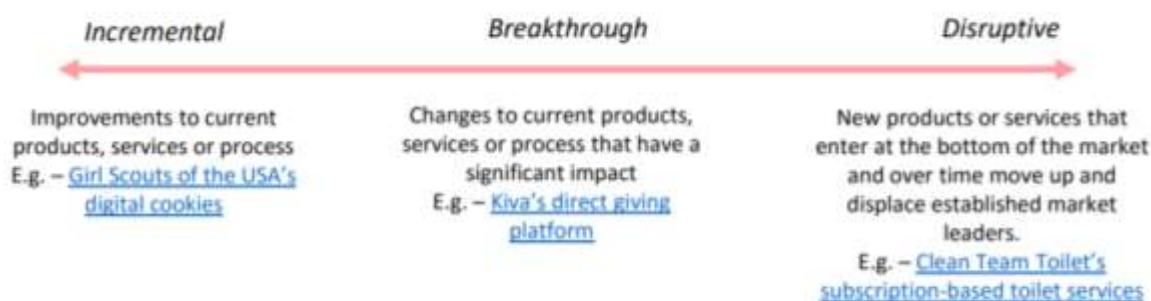 Incremental
Breakthrough
Disruptive
Improvements to current
products, services or process
E.g. – Girl Scouts of the USA's
digital cookies
Changes to current products,
services or process that have a
significant impact
E.g. – Kiva's direct giving
platform
New products or services that
enter at the bottom of the market
and over time move up and
displace established market
leaders.
E.g. – Clean Team Toilet's
subscription-based toilet services